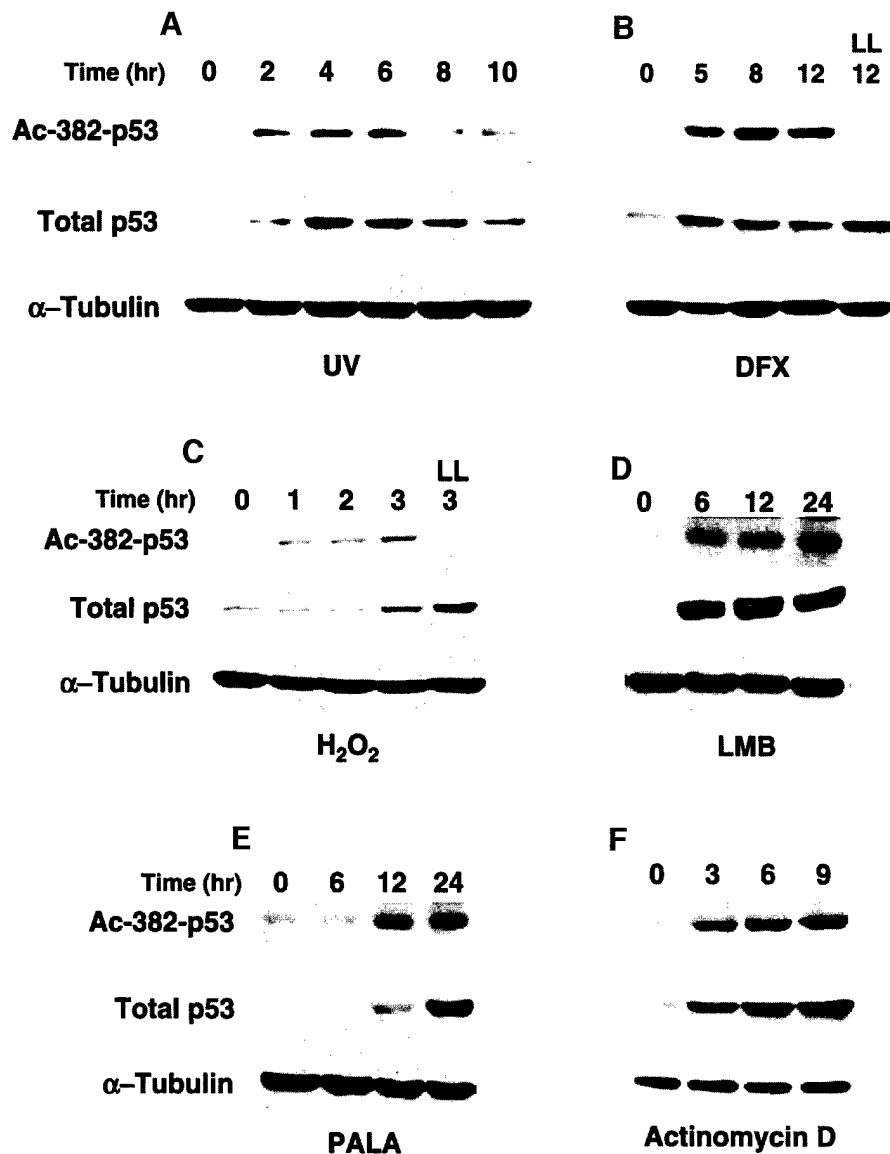 A
Time (hr) 0 2 4 6 8 10
Ac-382-p53
Total p53
α–Tubulin
UV
B
LL
0 5 8 12 12
DFX
C
LL
Time (hr) 0 1 2 3 3
Ac-382-p53
Total p53
α–Tubulin
H₂O₂
D
0 6 12 24
LMB
E
Time (hr) 0 6 12 24
Ac-382-p53
Total p53
α–Tubulin
PALA
F
0 3 6 9
Actinomycin D